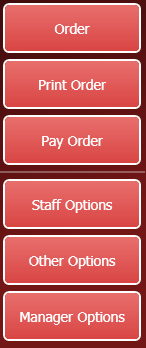 Order
Print Order
Pay Order
Staff Options
Other Options
Manager Options